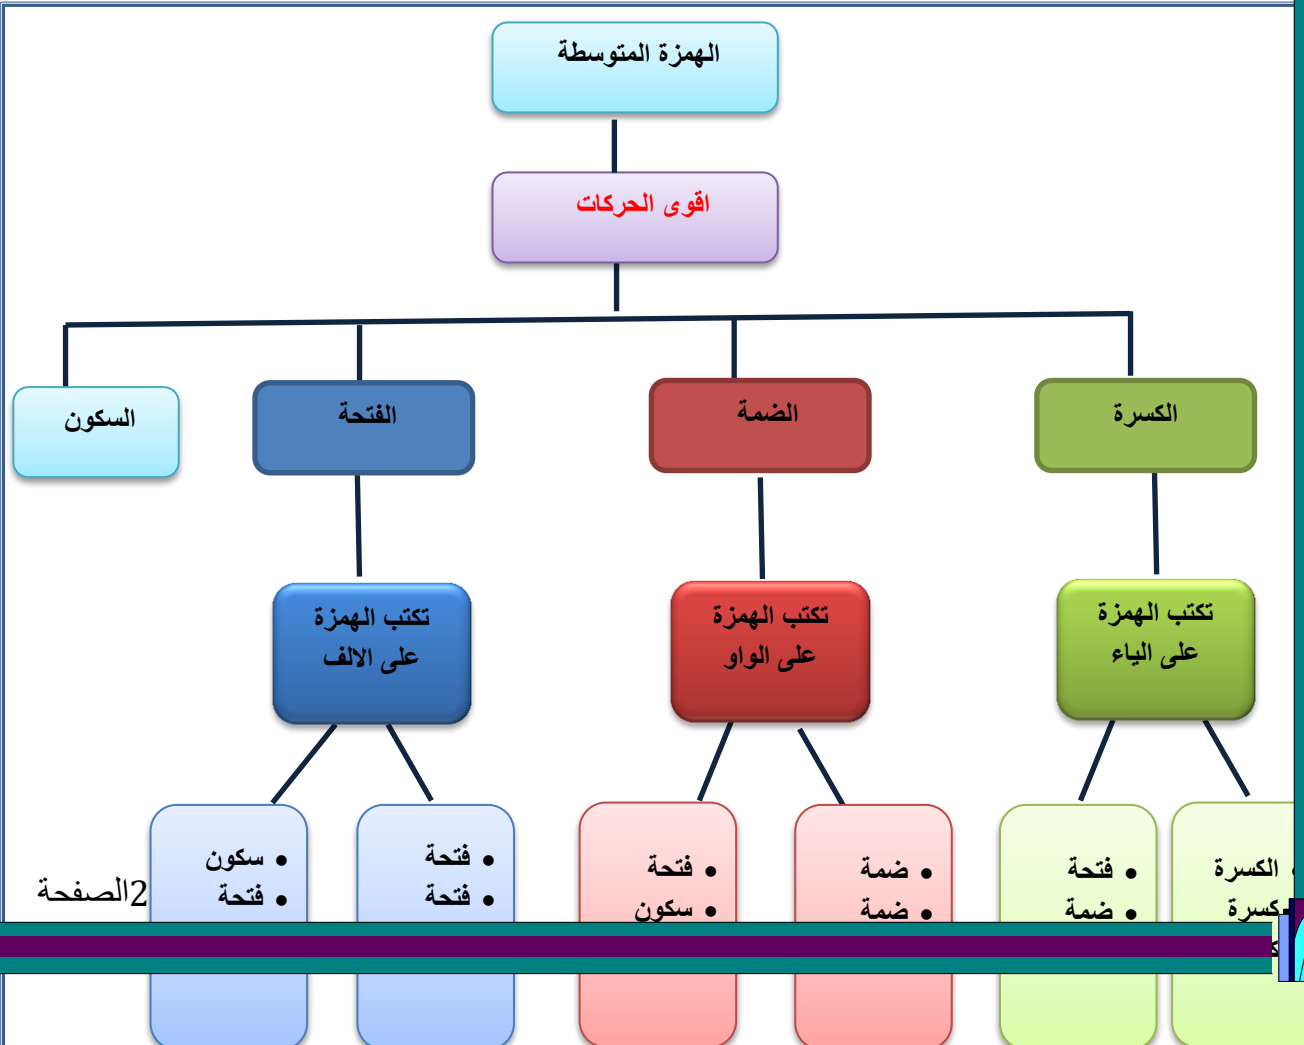 الهمزة المتوسطة
اقوى الحركات
الكسرة
الضمة
الفتحة
السكون
تكتب الهمزة
على الياء
تكتب الهمزة
على الواو
تكتب الهمزة
على الالف
• الكسرة
كسرة
• فتحة
• ضمة
• ضمة
• ضمة
• فتحة
• سكون
• فتحة
• فتحة
• سكون
• فتحة
2الصفحة